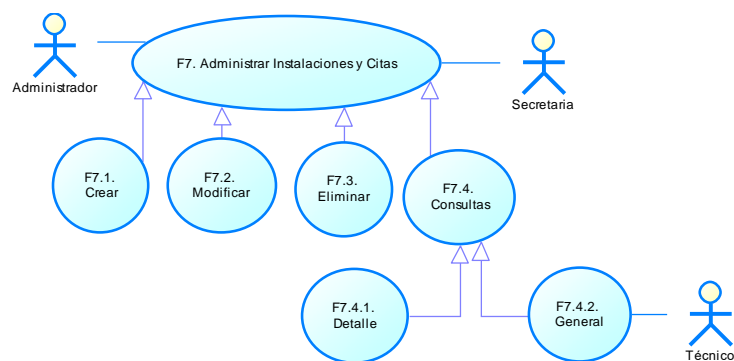 F7. Administrar Instalaciones y Citas
Administrador
Secretaria
F7.1.
Crear
F7.2.
Modificar
F7.3.
Eliminar
F7.4.
Consultas
F7.4.1.
Detalle
F7.4.2.
General
Técnico